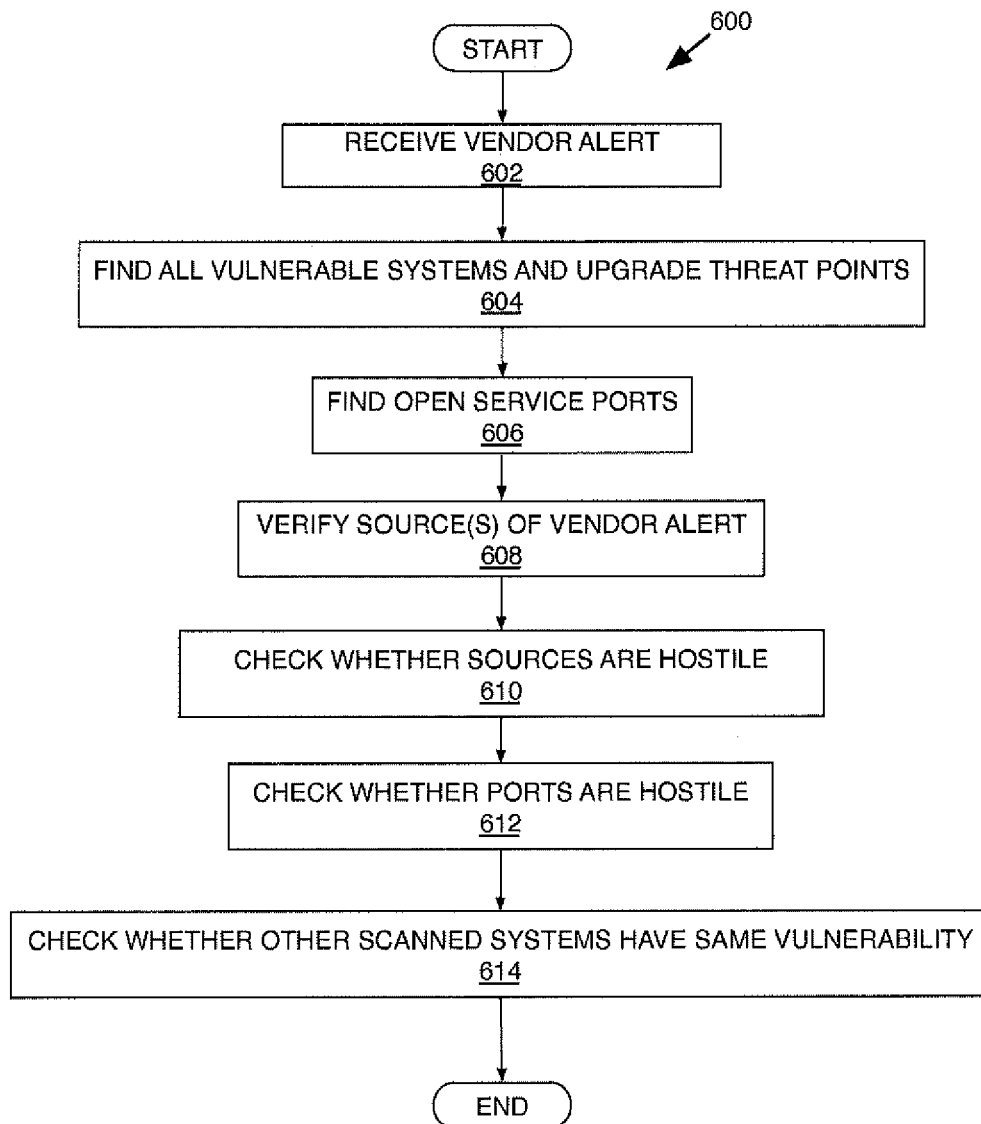 600
START
RECEIVE VENDOR ALERT
602
FIND ALL VULNERABLE SYSTEMS AND UPGRADE THREAT POINTS
604
FIND OPEN SERVICE PORTS
606
VERIFY SOURCE(S) OF VENDOR ALERT
608
CHECK WHETHER SOURCES ARE HOSTILE
610
CHECK WHETHER PORTS ARE HOSTILE
612
CHECK WHETHER OTHER SCANNED SYSTEMS HAVE SAME VULNERABILITY
614
END